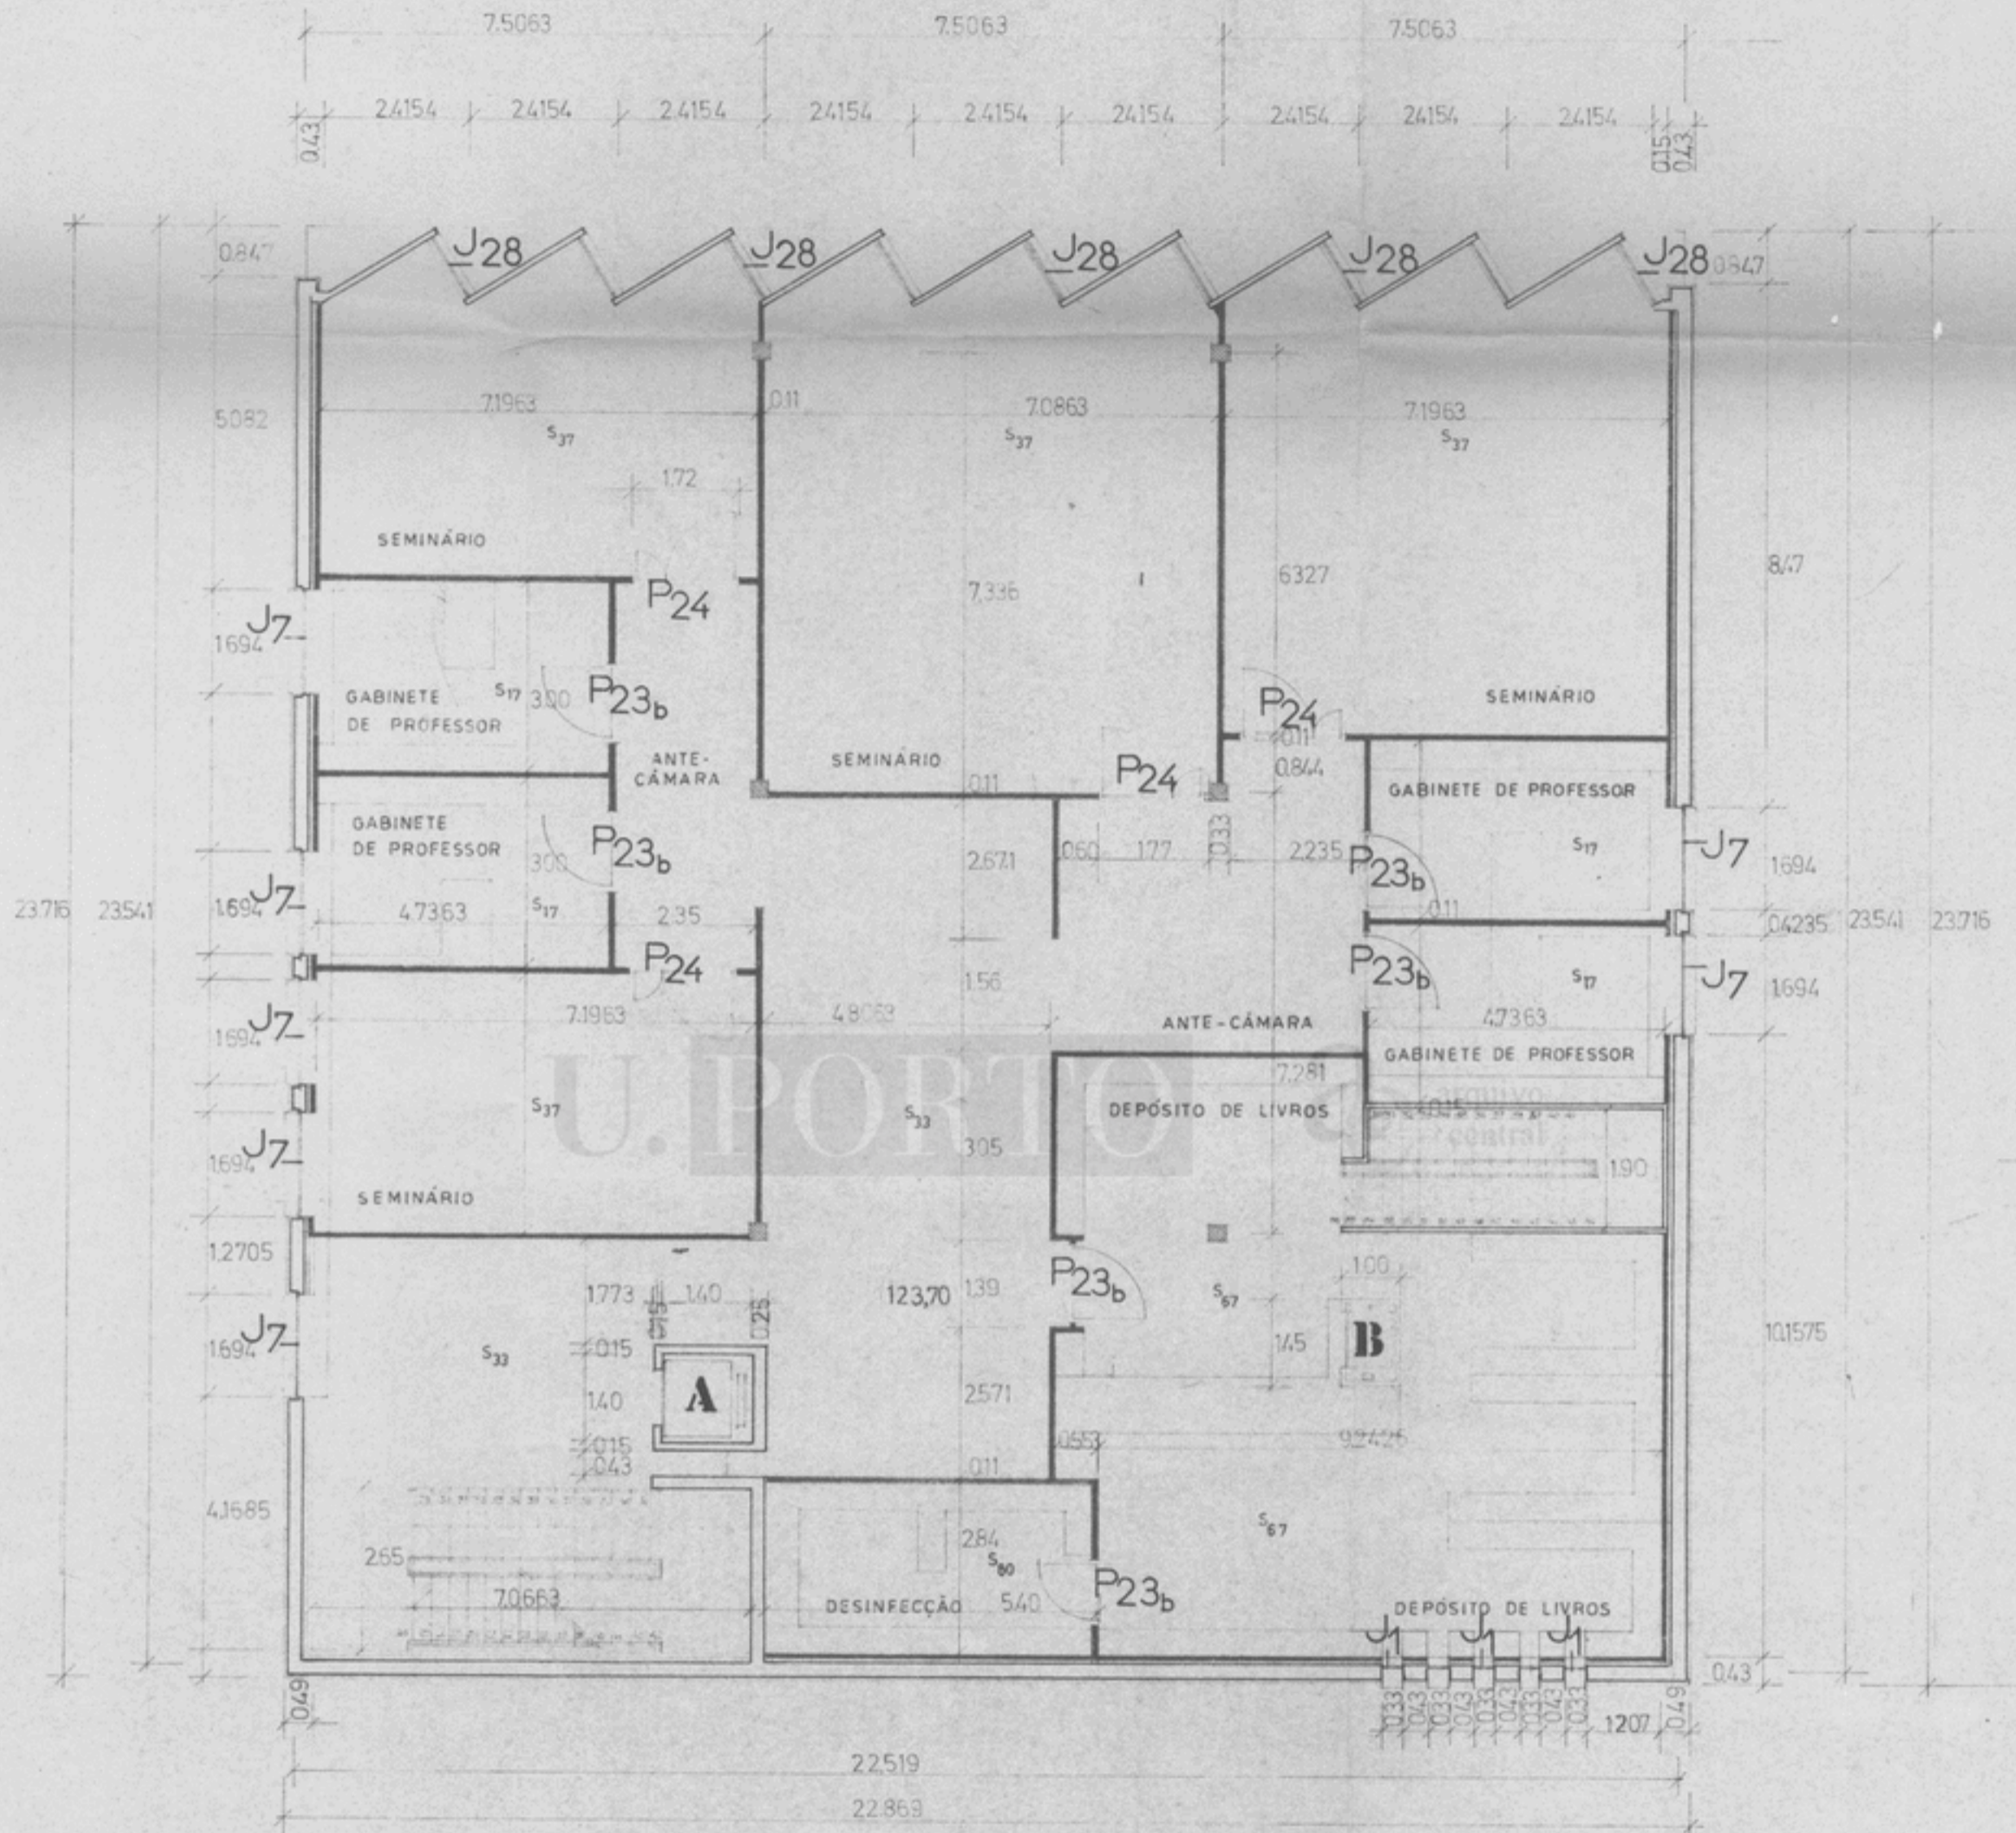 7.5063 7.5063 7.5063
2.4154 2.4154 2.4154 2.4154 2.4154 2.4154 2.4154 2.4154 2.4154
0.43 0.15 0.43
J28 J28 J28 J28 J28
0.847 0.847
7.1963 0.11 7.0863 7.1963
5.082 S37 S37 S37
1.72
SEMINÁRIO
8.47
7.336 6.327
P24
J7
1.694
GABINETE
DE PROFESSOR
S17 3.00 P23b
P24 SEMINÁRIO
0.11
ANTE-
CÂMARA
SEMINÁRIO
P24 0.844
0.11
GABINETE DE PROFESSOR
GABINETE
DE PROFESSOR
3.00 P23b
2.671 0.60 1.77 0.33 2.235 P23b S17 J7
1.694
23.716 23.541 1.694 J7 4.7363 S17 2.35
0.11 0.4235 23.541 23.716
P24 P23b S17 J7
1.56 1.694
J7 1.694 7.1963 4.8063 ANTE-CÂMARA 4.7363
GABINETE DE PROFESSOR
7.281
U. PORTO
arquivo
central
S37 S33 DEPÓSITO DE LIVROS
J7 1.694 3.05 1.90
SEMINÁRIO
1.2705 1.00
1.773 0.15 1.40 0.25 123,70 1.39 P23b S67
J7 1.694 S33 0.15 A 1.45 B 10.1575
1.40 2.571
0.15 0.553 9.2426
0.43 0.11
4.1685
2.65 2.84 S67
S80
7.0663 DESINFECÇÃO 5.40 P23b DEPÓSITO DE LIVROS
J1 J1 J1
0.43
0.49 0.33 0.43 0.33 0.43 0.33 0.43 0.33 0.43 0.33 1.207 0.49
22.519
22.869